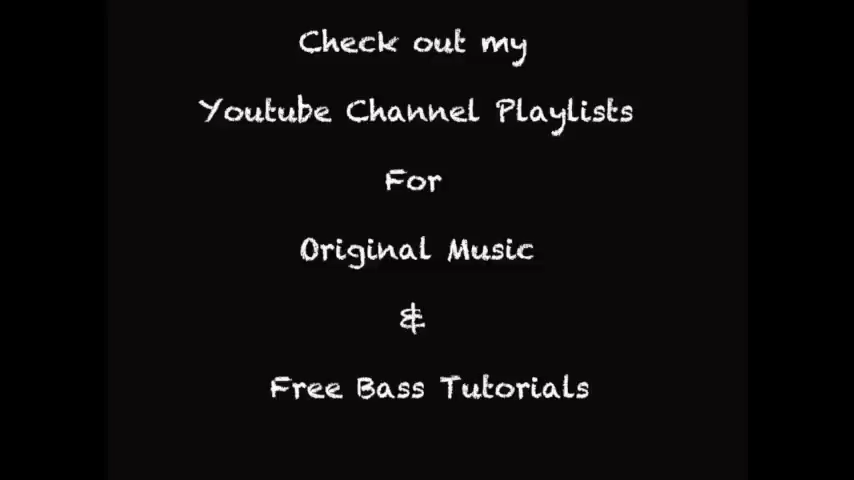 Check out my
Youtube Channel Playlists
For
Original Music
&
Free Bass Tutorials